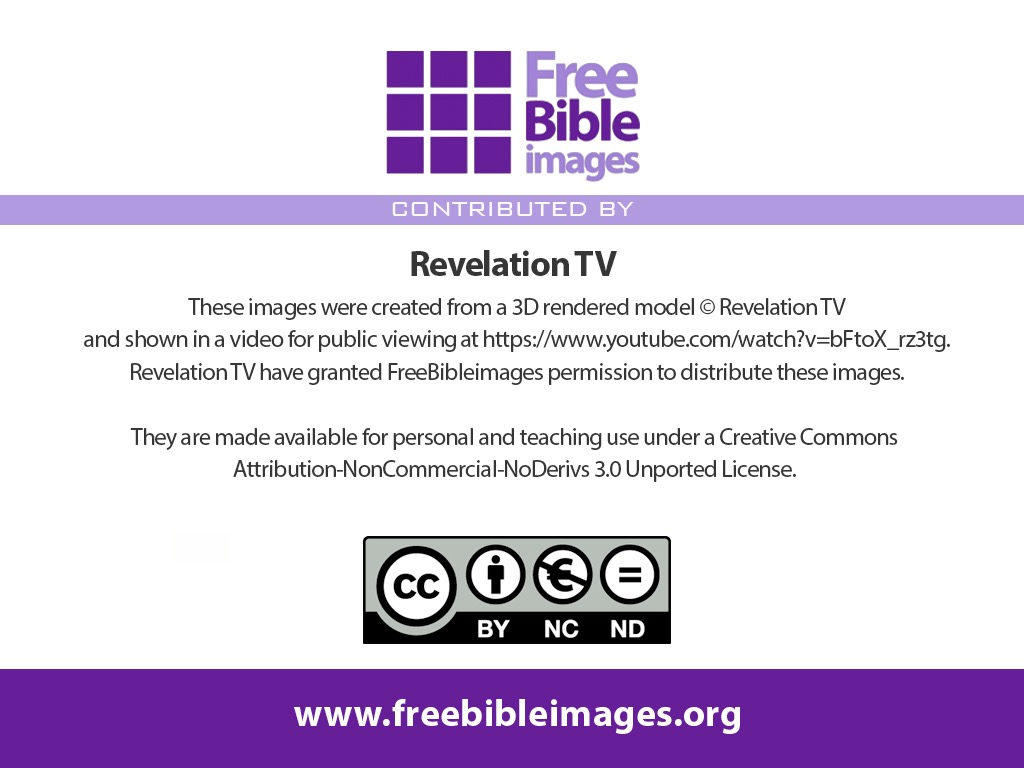 Free
Bible
images
CONTRIBUTED BY
Revelation TV
These images were created from a 3D rendered model © Revelation TV
and shown in a video for public viewing at https://www.youtube.com/watch?v=bFtoX_rz3tg.
Revelation TV have granted FreeBibleimages permission to distribute these images.
They are made available for personal and teaching use under a Creative Commons
Attribution-NonCommercial-NoDerivs 3.0 Unported License.
cc
BY NC ND
www.freebibleimages.org